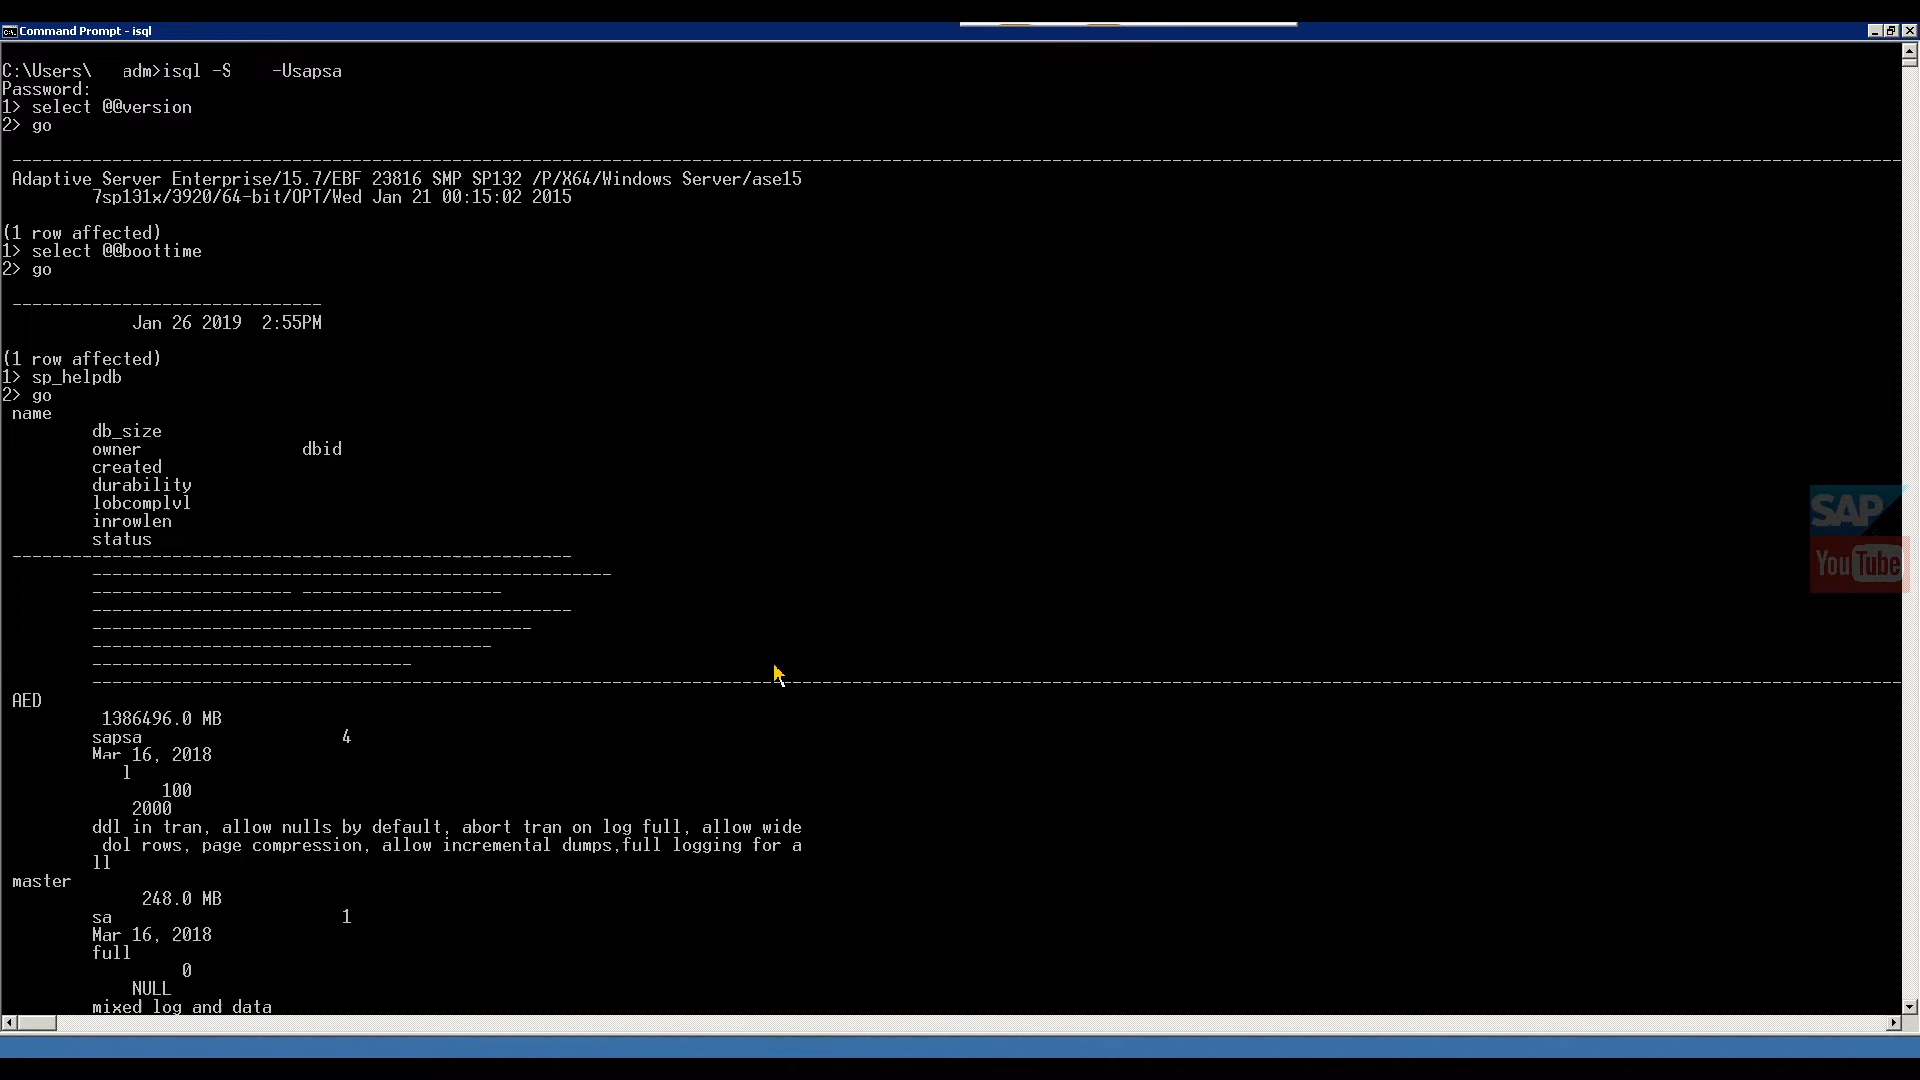 Command Prompt - isql
C:\Users\ adm>isql -S -Usapsa
Password:
1> select @@version
2> go
--------------------------------------------------
Adaptive Server Enterprise/15.7/EBF 23816 SMP SP132 /P/X64/Windows Server/ase15
7sp131x/3920/64-bit/OPT/Wed Jan 21 00:15:02 2015
(1 row affected)
1> select @@boottime
2> go
-------------------------------
Jan 26 2019  2:55PM
(1 row affected)
1> sp_helpdb
2> go
name
db_size
owner dbid
created
durability
lobcomplvl
inrowlen
status
AED
1386496.0 MB
sapsa 4
Mar 16, 2018
l
100
2000
ddl in tran, allow nulls by default, abort tran on log full, allow wide
dol rows, page compression, allow incremental dumps,full logging for a
ll
master
248.0 MB
sa 1
Mar 16, 2018
full
0
NULL
mixed log and data
SAP
YouTube